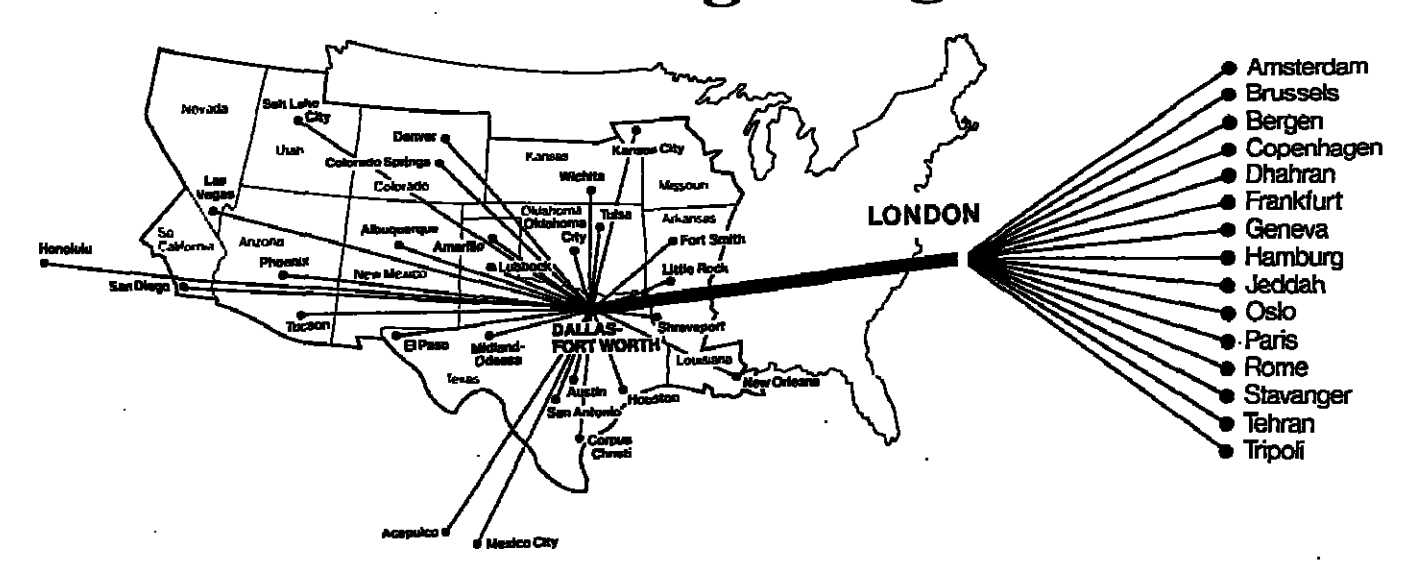 Nevada
Salt Lake
City
Utah
Denver
Colorado Springs
Colorado
Kansas
Kansas City
Wichita
Missouri
Las
Vegas
So
California
Arizona
Phoenix
Albuquerque
New Mexico
Amarillo
Lubbock
Oklahoma
Oklahoma
City
Tulsa
Arkansas
Fort Smith
Little Rock
Honolulu
San Diego
Tucson
El Paso
Midland-
Odessa
Texas
DALLAS-
FORT WORTH
Shreveport
Louisiana
New Orleans
Austin
San Antonio
Houston
Corpus
Christi
Acapulco
Mexico City
LONDON
Amsterdam
Brussels
Bergen
Copenhagen
Dhahran
Frankfurt
Geneva
Hamburg
Jeddah
Oslo
Paris
Rome
Stavanger
Tehran
Tripoli